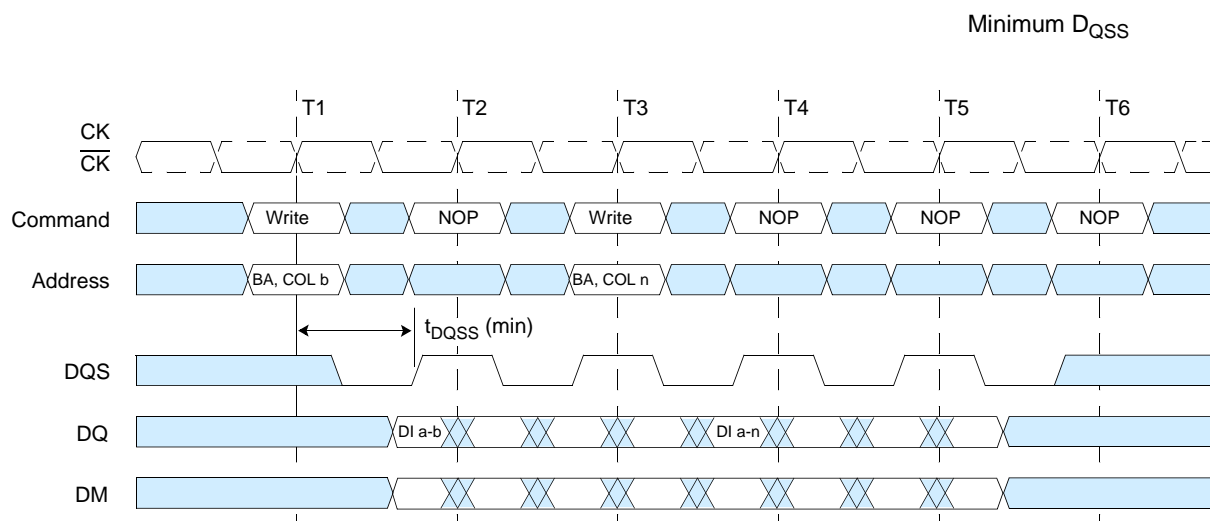 Minimum DQSS
T1 T2 T3 T4 T5 T6
CK
CK
Command Write NOP Write NOP NOP NOP
Address BA, COL b BA, COL n
tDQSS (min)
DQS
DQ DI a-b DI a-n
DM